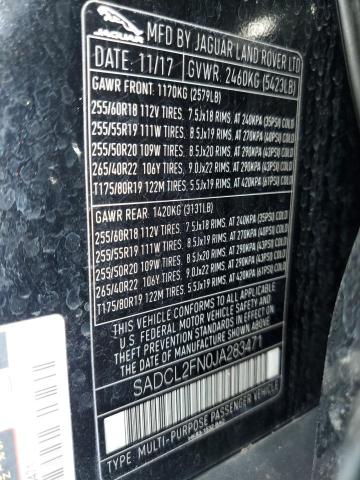 JAGUAR
MFD BY JAGUAR LAND ROVER LTD
DATE: 11/17 GVWR: 2460KG (5423LB)
GAWR FRONT: 1170KG (2579LB)
255/60R18 112V TIRES, 7.5Jx18 RIMS, AT 240KPA (35PSI) COLD
255/55R19 111W TIRES, 8.5Jx19 RIMS, AT 270KPA (40PSI) COLD
255/50R20 109W TIRES, 8.5Jx20 RIMS, AT 290KPA (43PSI) COLD
265/40R22 106Y TIRES, 9.0Jx22 RIMS, AT 290KPA (43PSI) COLD
T175/80R19 122M TIRES, 5.5Jx19 RIMS, AT 420KPA (61PSI) COLD
GAWR REAR: 1420KG (3131LB)
255/60R18 112V TIRES, 7.5Jx18 RIMS, AT 240KPA (35PSI) COLD
255/55R19 111W TIRES, 8.5Jx19 RIMS, AT 270KPA (40PSI) COLD
255/50R20 109W TIRES, 8.5Jx20 RIMS, AT 290KPA (43PSI) COLD
265/40R22 106Y TIRES, 9.0Jx22 RIMS, AT 290KPA (43PSI) COLD
T175/80R19 122M TIRES, 5.5Jx19 RIMS, AT 420KPA (61PSI) COLD
THIS VEHICLE CONFORMS TO ALL APPLICABLE
U.S. FEDERAL MOTOR VEHICLE SAFETY AND
THEFT PREVENTION STANDARDS IN EFFECT ON
THE DATE OF MANUFACTURE SHOWN ABOVE.
SADCL2FN0JA283471
TYPE: MULTI-PURPOSE PASSENGER VEHICLE